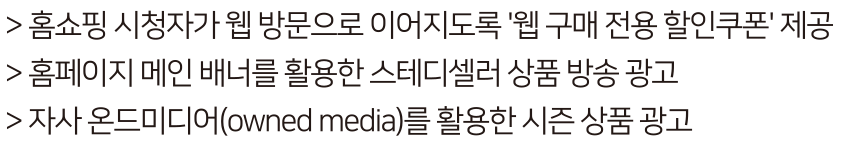 > 홈쇼핑 시청자가 웹 방문으로 이어지도록 '웹 구매 전용 할인쿠폰' 제공
> 홈페이지 메인 배너를 활용한 스테디셀러 상품 방송 광고
> 자사 온드미디어(owned media)를 활용한 시즌 상품 광고